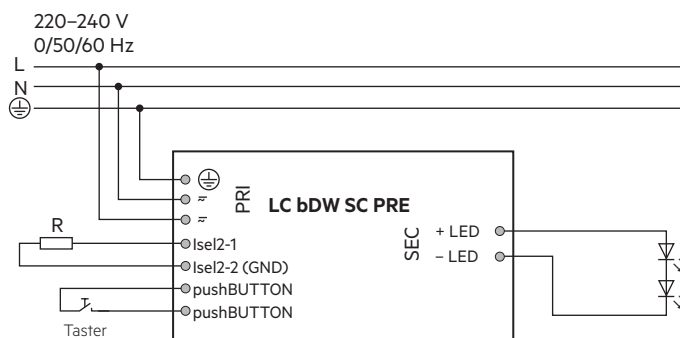 220–240 V
0/50/60 Hz
L
N
PRI
LC bDW SC PRE
R
Isel2-1
SEC
+ LED
Isel2-2 (GND)
– LED
pushBUTTON
pushBUTTON
Taster